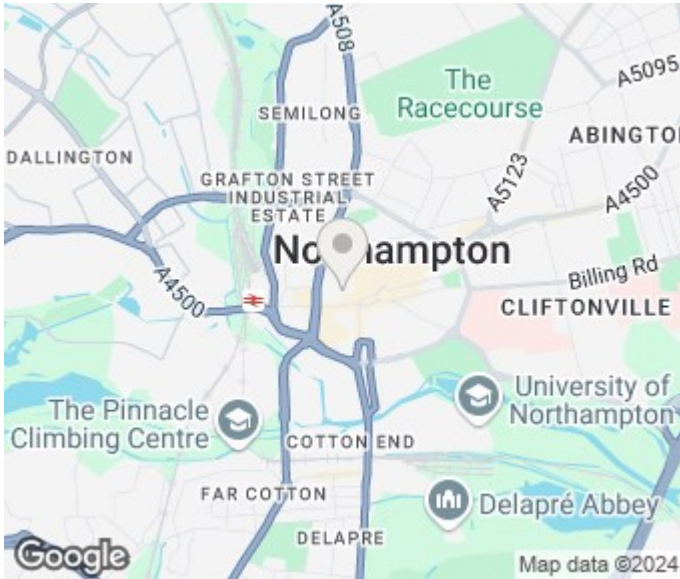 A508
The
Racecourse
A5095
SEMILONG
ABINGTO
DALLINGTON
A5123
GRAFTON STREET
INDUSTRIAL
ESTATE
A4500
Northampton
Billing Rd
A4500
CLIFTONVILLE
The Pinnacle
Climbing Centre
University of
Northampton
COTTON END
FAR COTTON
Delapré Abbey
DELAPRE
Google
Map data ©2024